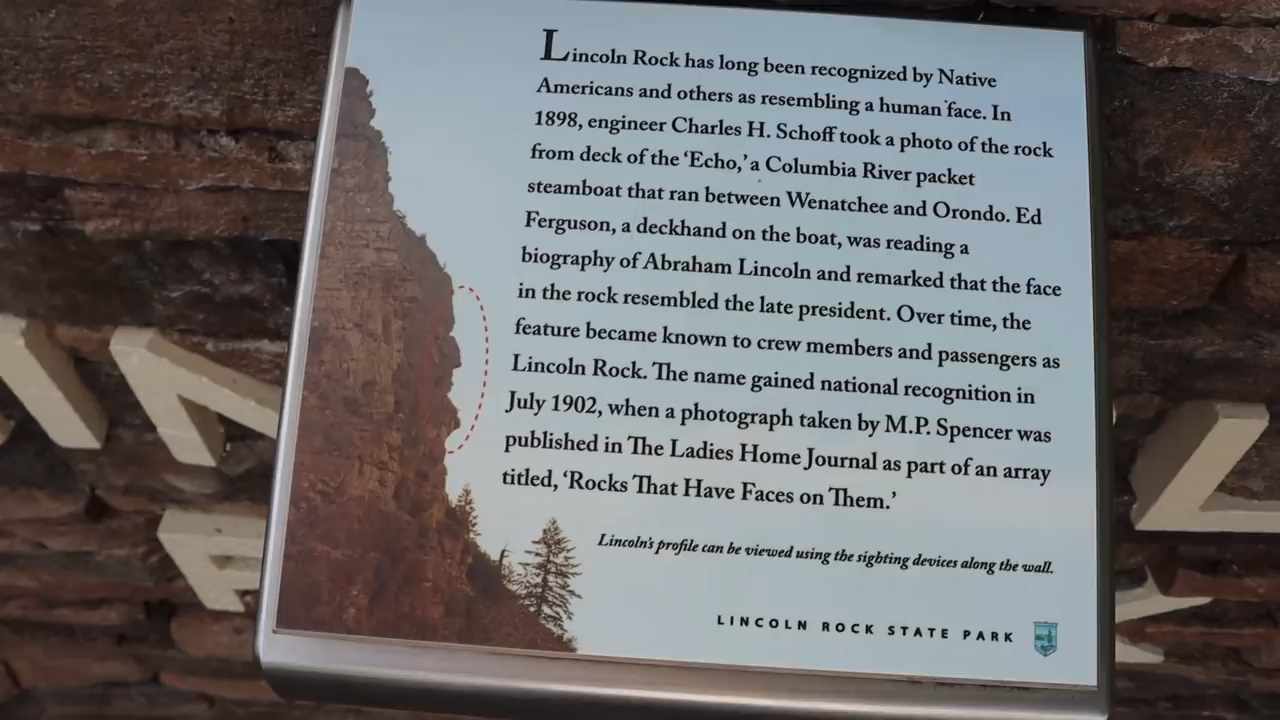 Lincoln Rock has long been recognized by Native
Americans and others as resembling a human face. In
1898, engineer Charles H. Schoff took a photo of the rock
from deck of the ‘Echo,’ a Columbia River packet
steamboat that ran between Wenatchee and Orondo. Ed
Ferguson, a deckhand on the boat, was reading a
biography of Abraham Lincoln and remarked that the face
in the rock resembled the late president. Over time, the
feature became known to crew members and passengers as
Lincoln Rock. The name gained national recognition in
July 1902, when a photograph taken by M.P. Spencer was
published in The Ladies Home Journal as part of an array
titled, ‘Rocks That Have Faces on Them.’
Lincoln's profile can be viewed using the sighting devices along the wall.
LINCOLN ROCK STATE PARK